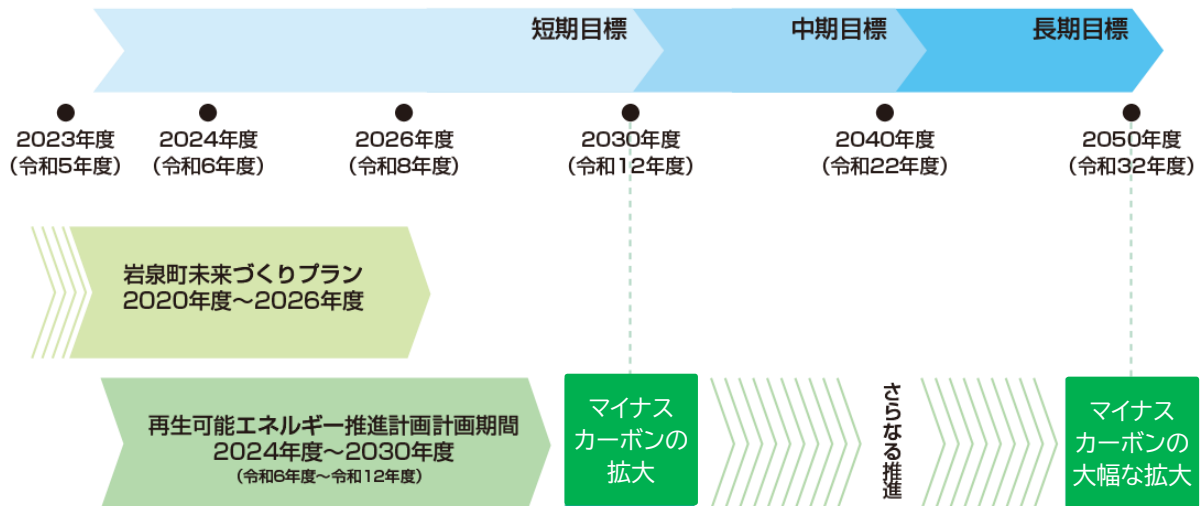 短期目標
中期目標
長期目標
2023年度
(令和5年度)
2024年度
(令和6年度)
2026年度
(令和8年度)
2030年度
(令和12年度)
2040年度
(令和22年度)
2050年度
(令和32年度)
岩泉町未来づくりプラン
2020年度～2026年度
再生可能エネルギー推進計画計画期間
2024年度～2030年度
(令和6年度～令和12年度)
マイナス
カーボンの
拡大
さらなる推進
マイナス
カーボンの
大幅な拡大